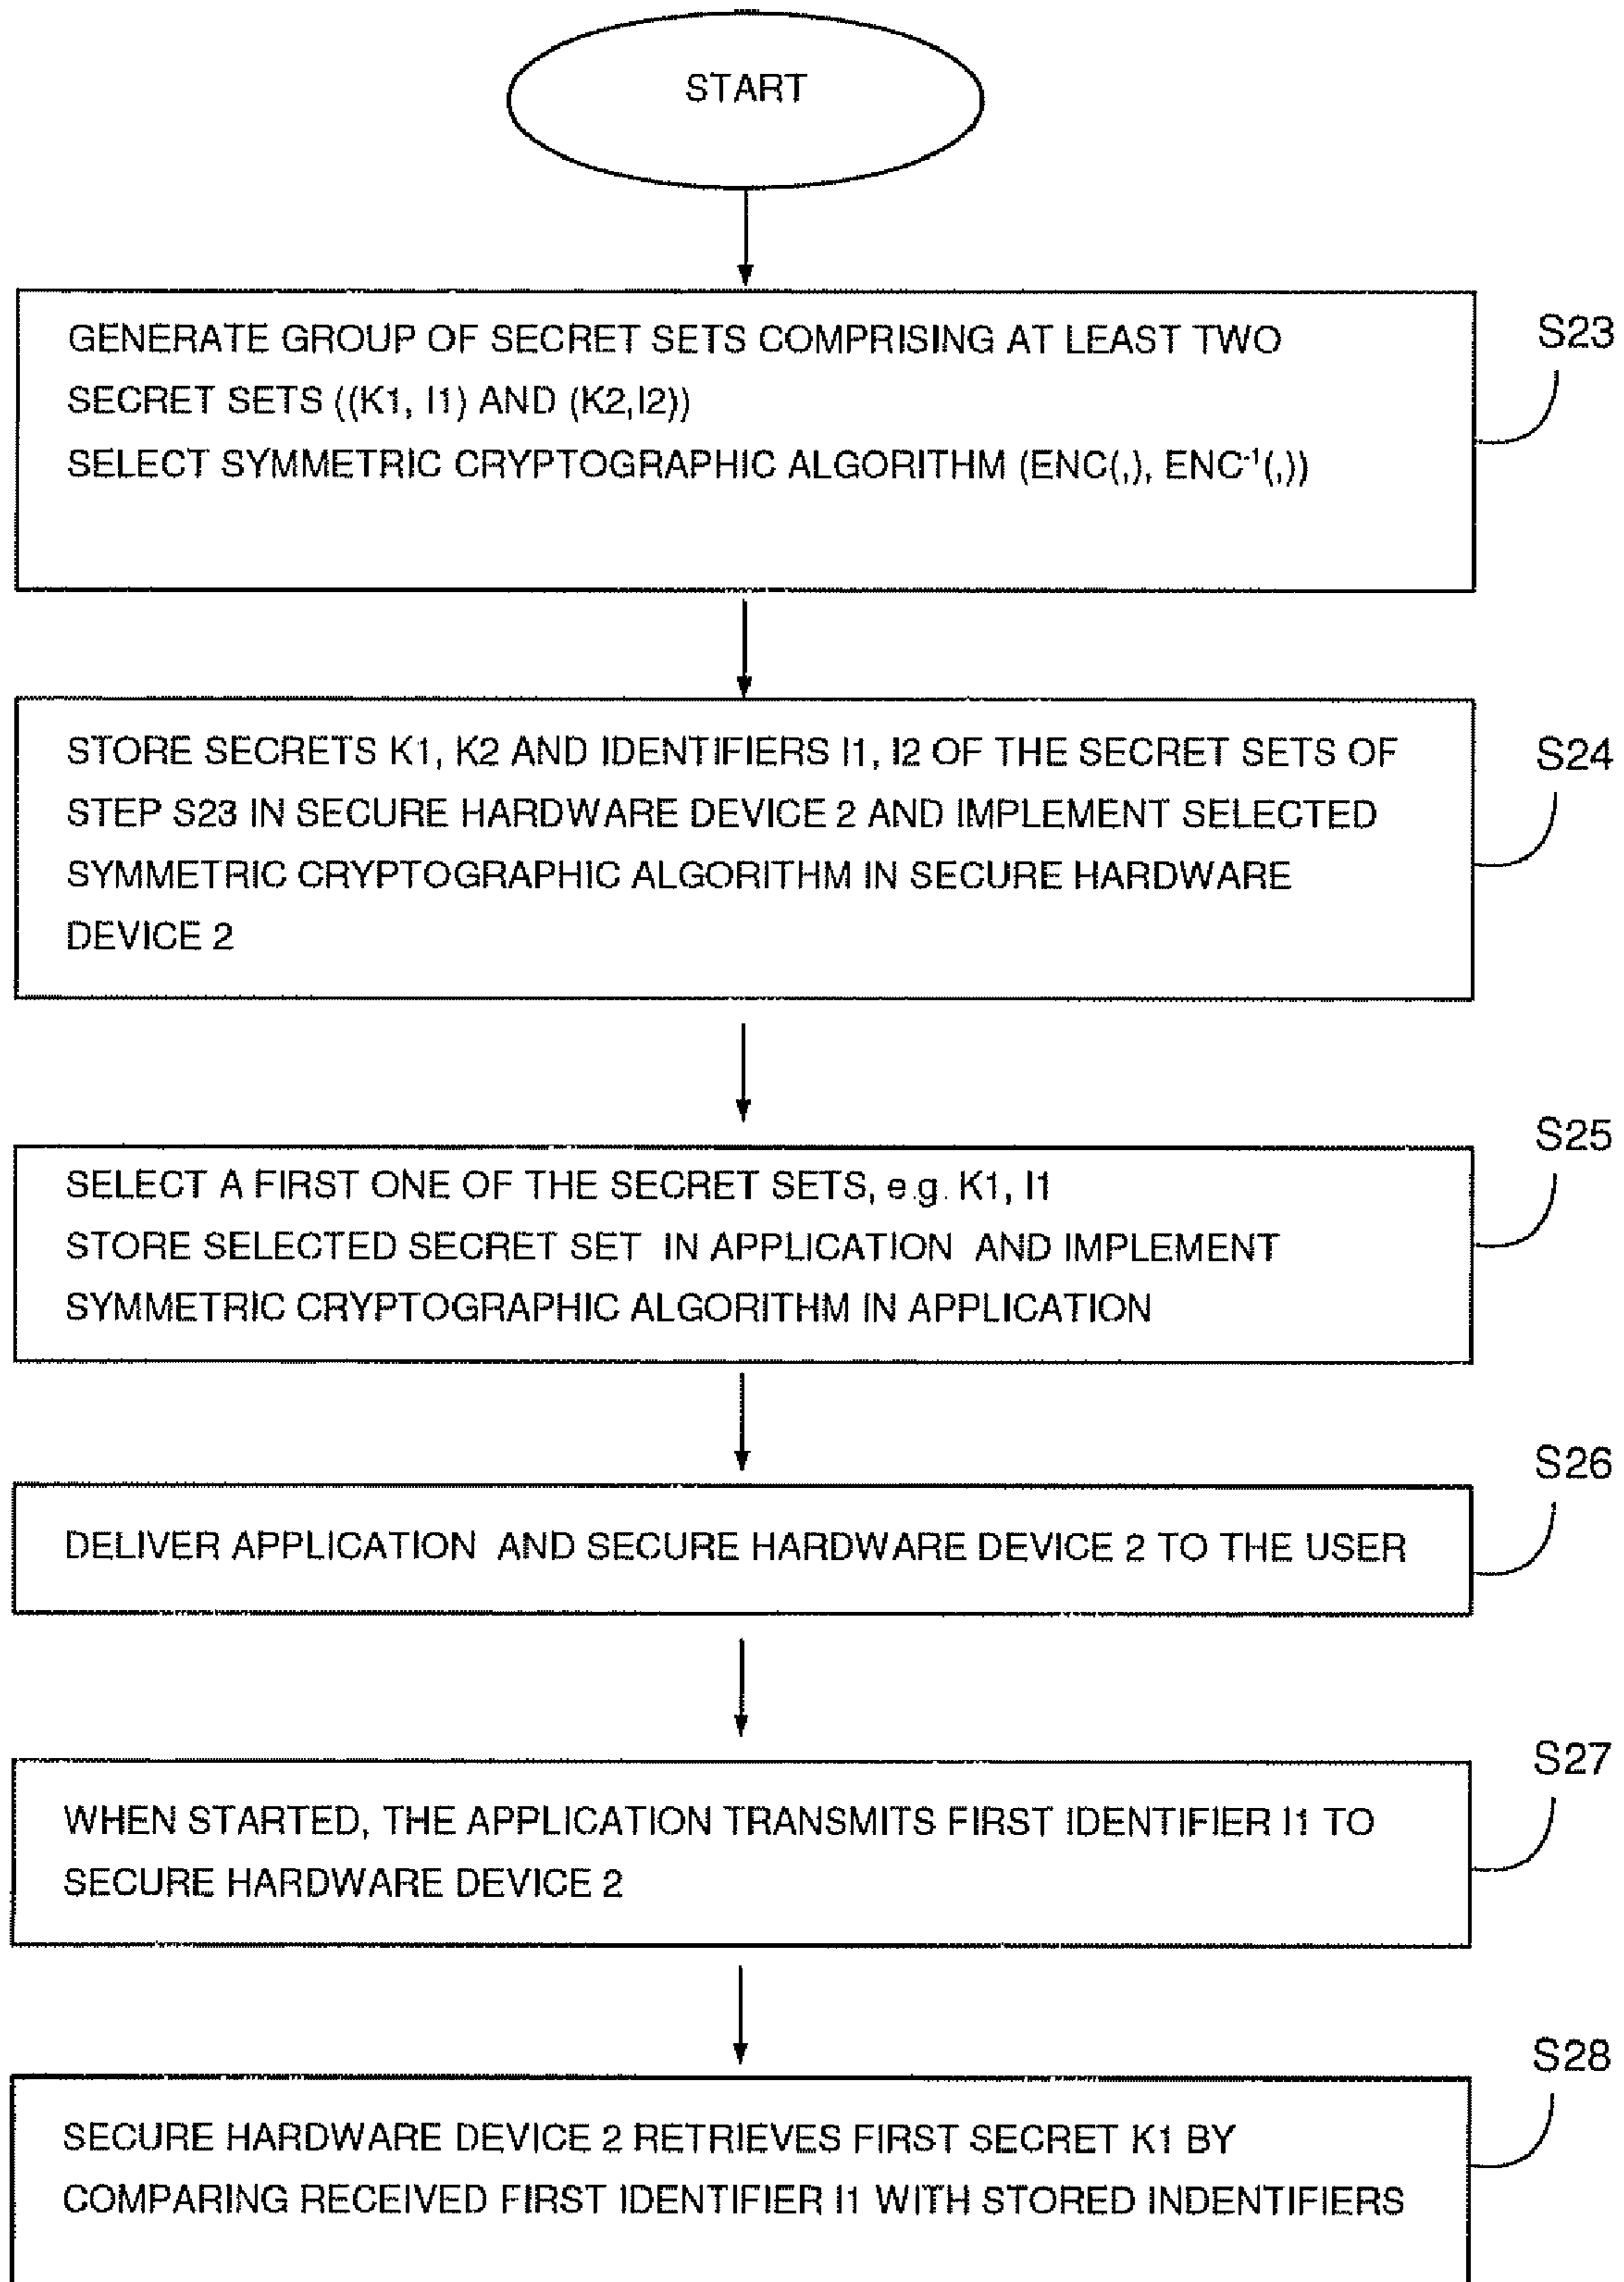 START
GENERATE GROUP OF SECRET SETS COMPRISING AT LEAST TWO
SECRET SETS ((K1, I1) AND (K2,I2))
SELECT SYMMETRIC CRYPTOGRAPHIC ALGORITHM (ENC(,), ENC⁻¹(,))
S23
STORE SECRETS K1, K2 AND IDENTIFIERS I1, I2 OF THE SECRET SETS OF
STEP S23 IN SECURE HARDWARE DEVICE 2 AND IMPLEMENT SELECTED
SYMMETRIC CRYPTOGRAPHIC ALGORITHM IN SECURE HARDWARE
DEVICE 2
S24
SELECT A FIRST ONE OF THE SECRET SETS, e.g. K1, I1
STORE SELECTED SECRET SET IN APPLICATION AND IMPLEMENT
SYMMETRIC CRYPTOGRAPHIC ALGORITHM IN APPLICATION
S25
DELIVER APPLICATION AND SECURE HARDWARE DEVICE 2 TO THE USER
S26
WHEN STARTED, THE APPLICATION TRANSMITS FIRST IDENTIFIER I1 TO
SECURE HARDWARE DEVICE 2
S27
SECURE HARDWARE DEVICE 2 RETRIEVES FIRST SECRET K1 BY
COMPARING RECEIVED FIRST IDENTIFIER I1 WITH STORED INDENTIFIERS
S28